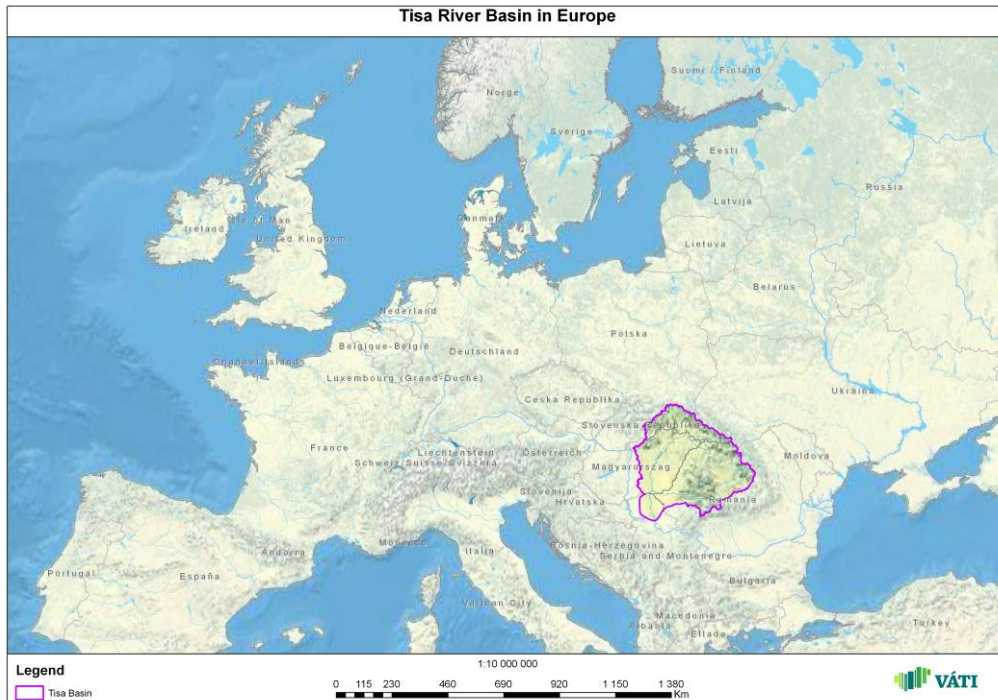 Tisa River Basin in Europe
Norge
Suomi / Finland
Sverige
Eesti
Russia
Latvija
Danmark
Isle of Man
Ireland
United Kingdom
Lietuva
Belarus
Nederland
Polska
Belgique-België
Deutschland
Channel Islands
Luxembourg (Grand-Duché)
Ceska Republika
Ukraina
Slovenska Republika
France
Liechtenstein
Österreich
Moldova
Schweiz/Suisse/Svizzera
Magyarország
Slovenija
Hrvatska
România
Monaco
Bosnia-Herzegovina
Andorra
Italia
Serbia and Montenegro
Portugal
España
Bulgaria
Vatican City
Macedonia
Albania
Turkey
Ellada
Legend
Tisa Basin
1:10 000 000
0 115 230 460 690 920 1.150 1.380
Km
VÁTI